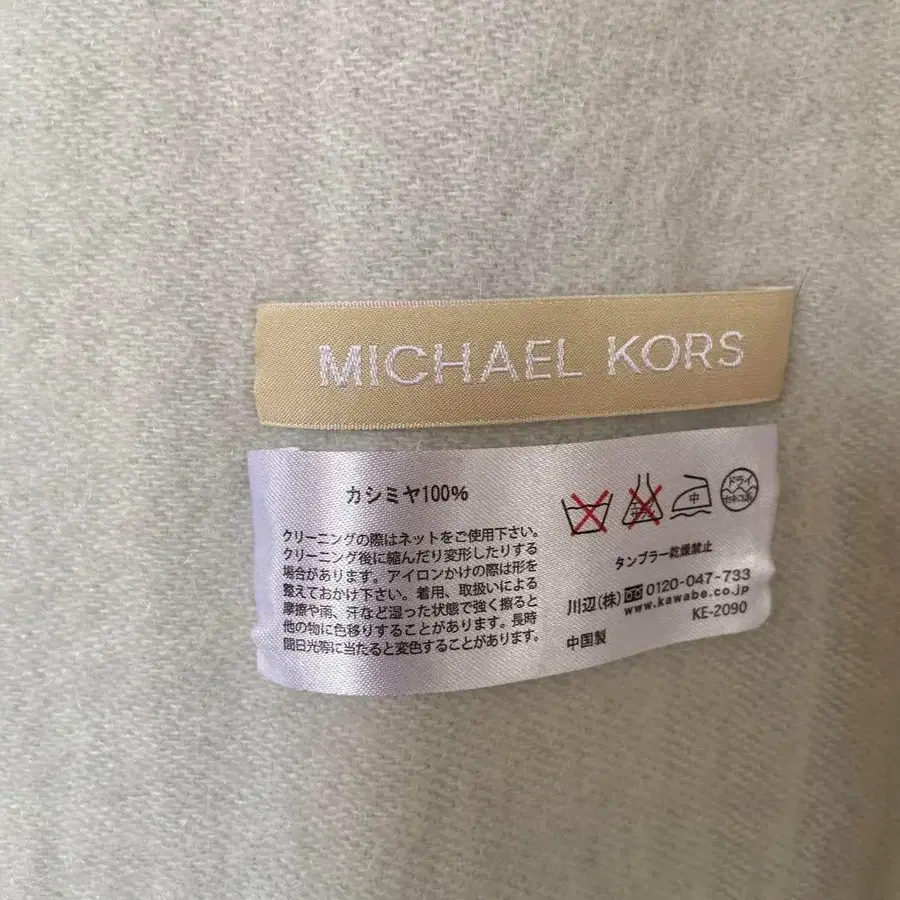 MICHAEL KORS
カシミヤ100%
クリーニングの際はネットをご使用下さい。
クリーニング後に縮んだり変形したりする
場合があります。アイロンかけの際は形を
整えておかけ下さい。着用、取扱いによる
摩擦や雨、汗など湿った状態で強く擦ると
他の物に色移りすることがあります。長時
間日光等に当たると変色することがあります。
中
ドライ
セキユ系
タンブラー乾燥禁止
川辺(株) 0120-047-733
www.kawabe.co.jp
KE-2090
中国製